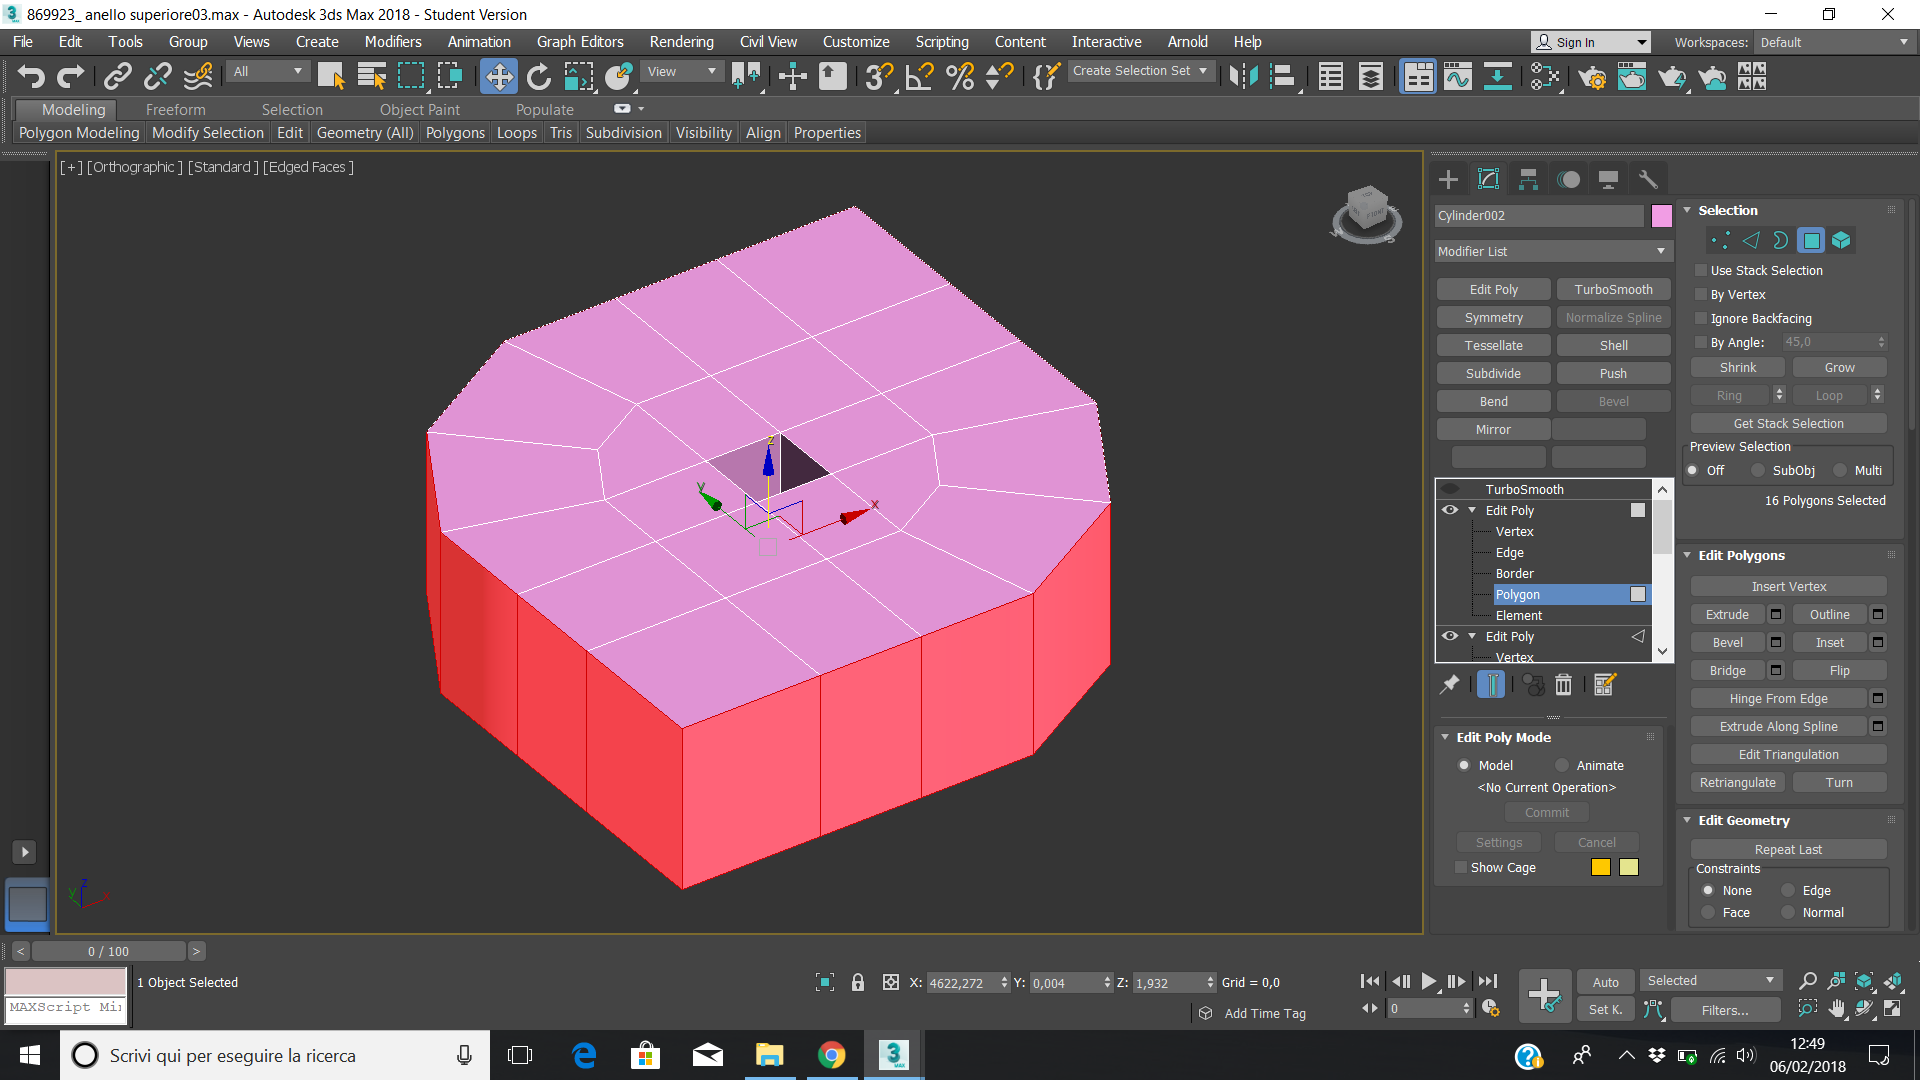 869923_ anello superiore03.max - Autodesk 3ds Max 2018 - Student Version
File Edit Tools Group Views Create Modifiers Animation Graph Editors Rendering Civil View Customize Scripting Content Interactive Arnold Help Sign In Workspaces: Default
All View Create Selection Set
Modeling Freeform Selection Object Paint Populate
Polygon Modeling Modify Selection Edit Geometry (All) Polygons Loops Tris Subdivision Visibility Align Properties
[+] [Orthographic ] [Standard ] [Edged Faces ]
z
y
x
Cylinder002
Modifier List
Edit Poly TurboSmooth
Symmetry Normalize Spline
Tessellate Shell
Subdivide Push
Bend Bevel
Mirror
TurboSmooth
Edit Poly
Vertex
Edge
Border
Polygon
Element
Edit Poly
Vertex
Edit Poly Mode
Model Animate
<No Current Operation>
Commit
Settings Cancel
Show Cage
Selection
Use Stack Selection
By Vertex
Ignore Backfacing
By Angle: 45,0
Shrink Grow
Ring Loop
Get Stack Selection
Preview Selection
Off SubObj Multi
16 Polygons Selected
Edit Polygons
Insert Vertex
Extrude Outline
Bevel Inset
Bridge Flip
Hinge From Edge
Extrude Along Spline
Edit Triangulation
Retriangulate Turn
Edit Geometry
Repeat Last
Constraints
None Edge
Face Normal
< 0 / 100 >
1 Object Selected X: 4622,272 Y: 0,004 Z: 1,932 Grid = 0,0
MAXScript Mi
Add Time Tag
0
Auto Selected
Set K. Filters...
Scrivi qui per eseguire la ricerca
3
MAX
12:49
06/02/2018